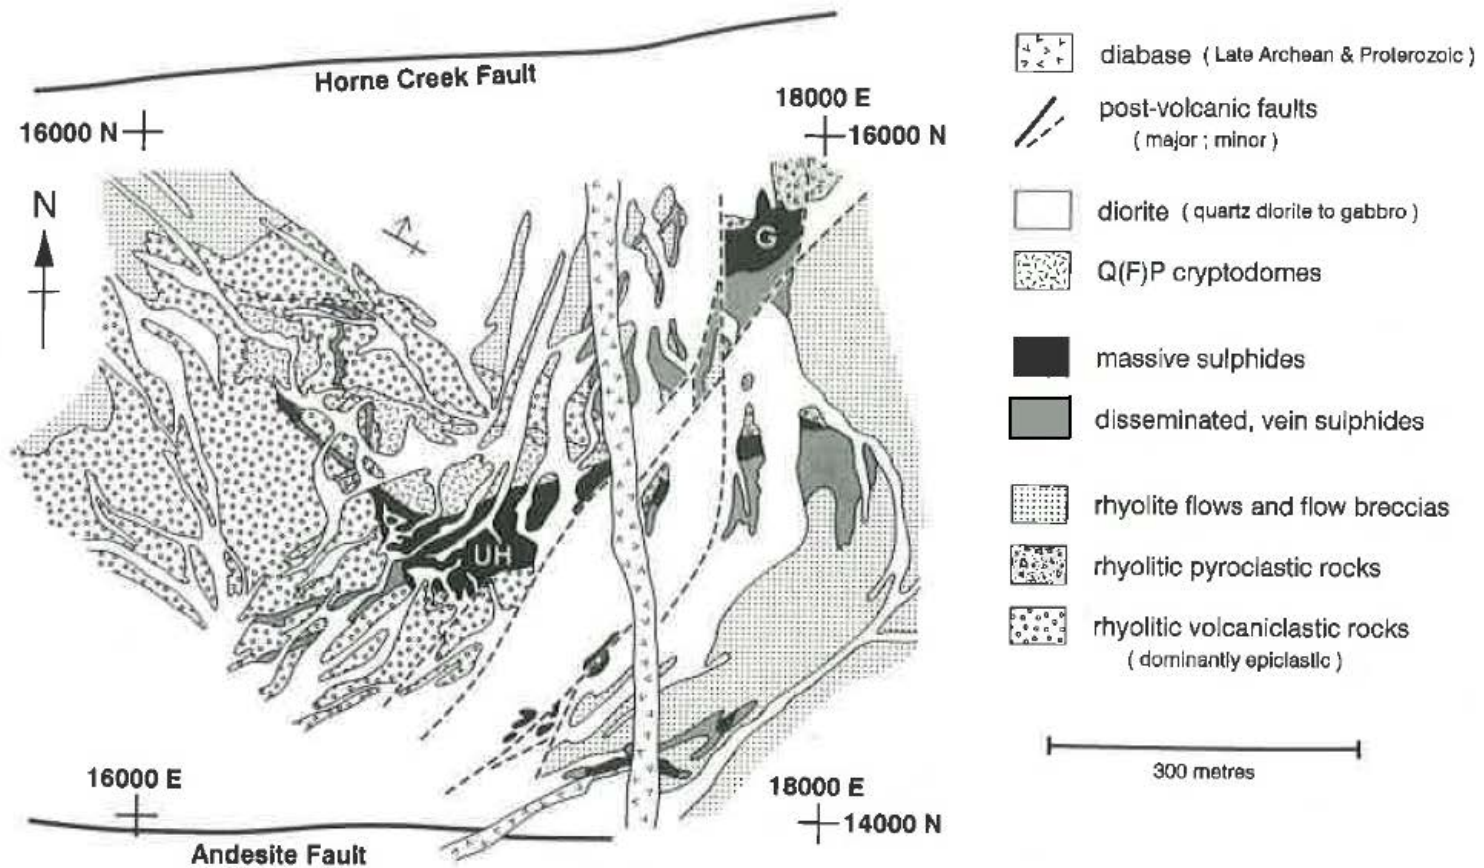 Horne Creek Fault
16000 N
18000 E
16000 N
N
G
UH
16000 E
18000 E
14000 N
Andesite Fault
diabase ( Late Archean & Proterozoic )
post-volcanic faults
( major ; minor )
diorite ( quartz diorite to gabbro )
Q(F)P cryptodomes
massive sulphides
disseminated, vein sulphides
rhyolite flows and flow breccias
rhyolitic pyroclastic rocks
rhyolitic volcaniclastic rocks
( dominantly epiclastic )
300 metres